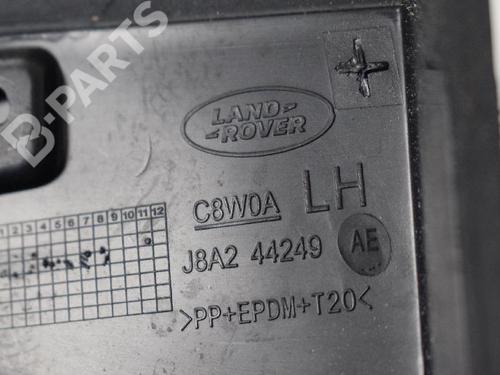 B-PARTS
LAND-
-ROVER
C8W0A LH
J8A2 44249 AE
>PP+EPDM+T20<
1 2 3 4 5 6 7 8 9 10 11 12